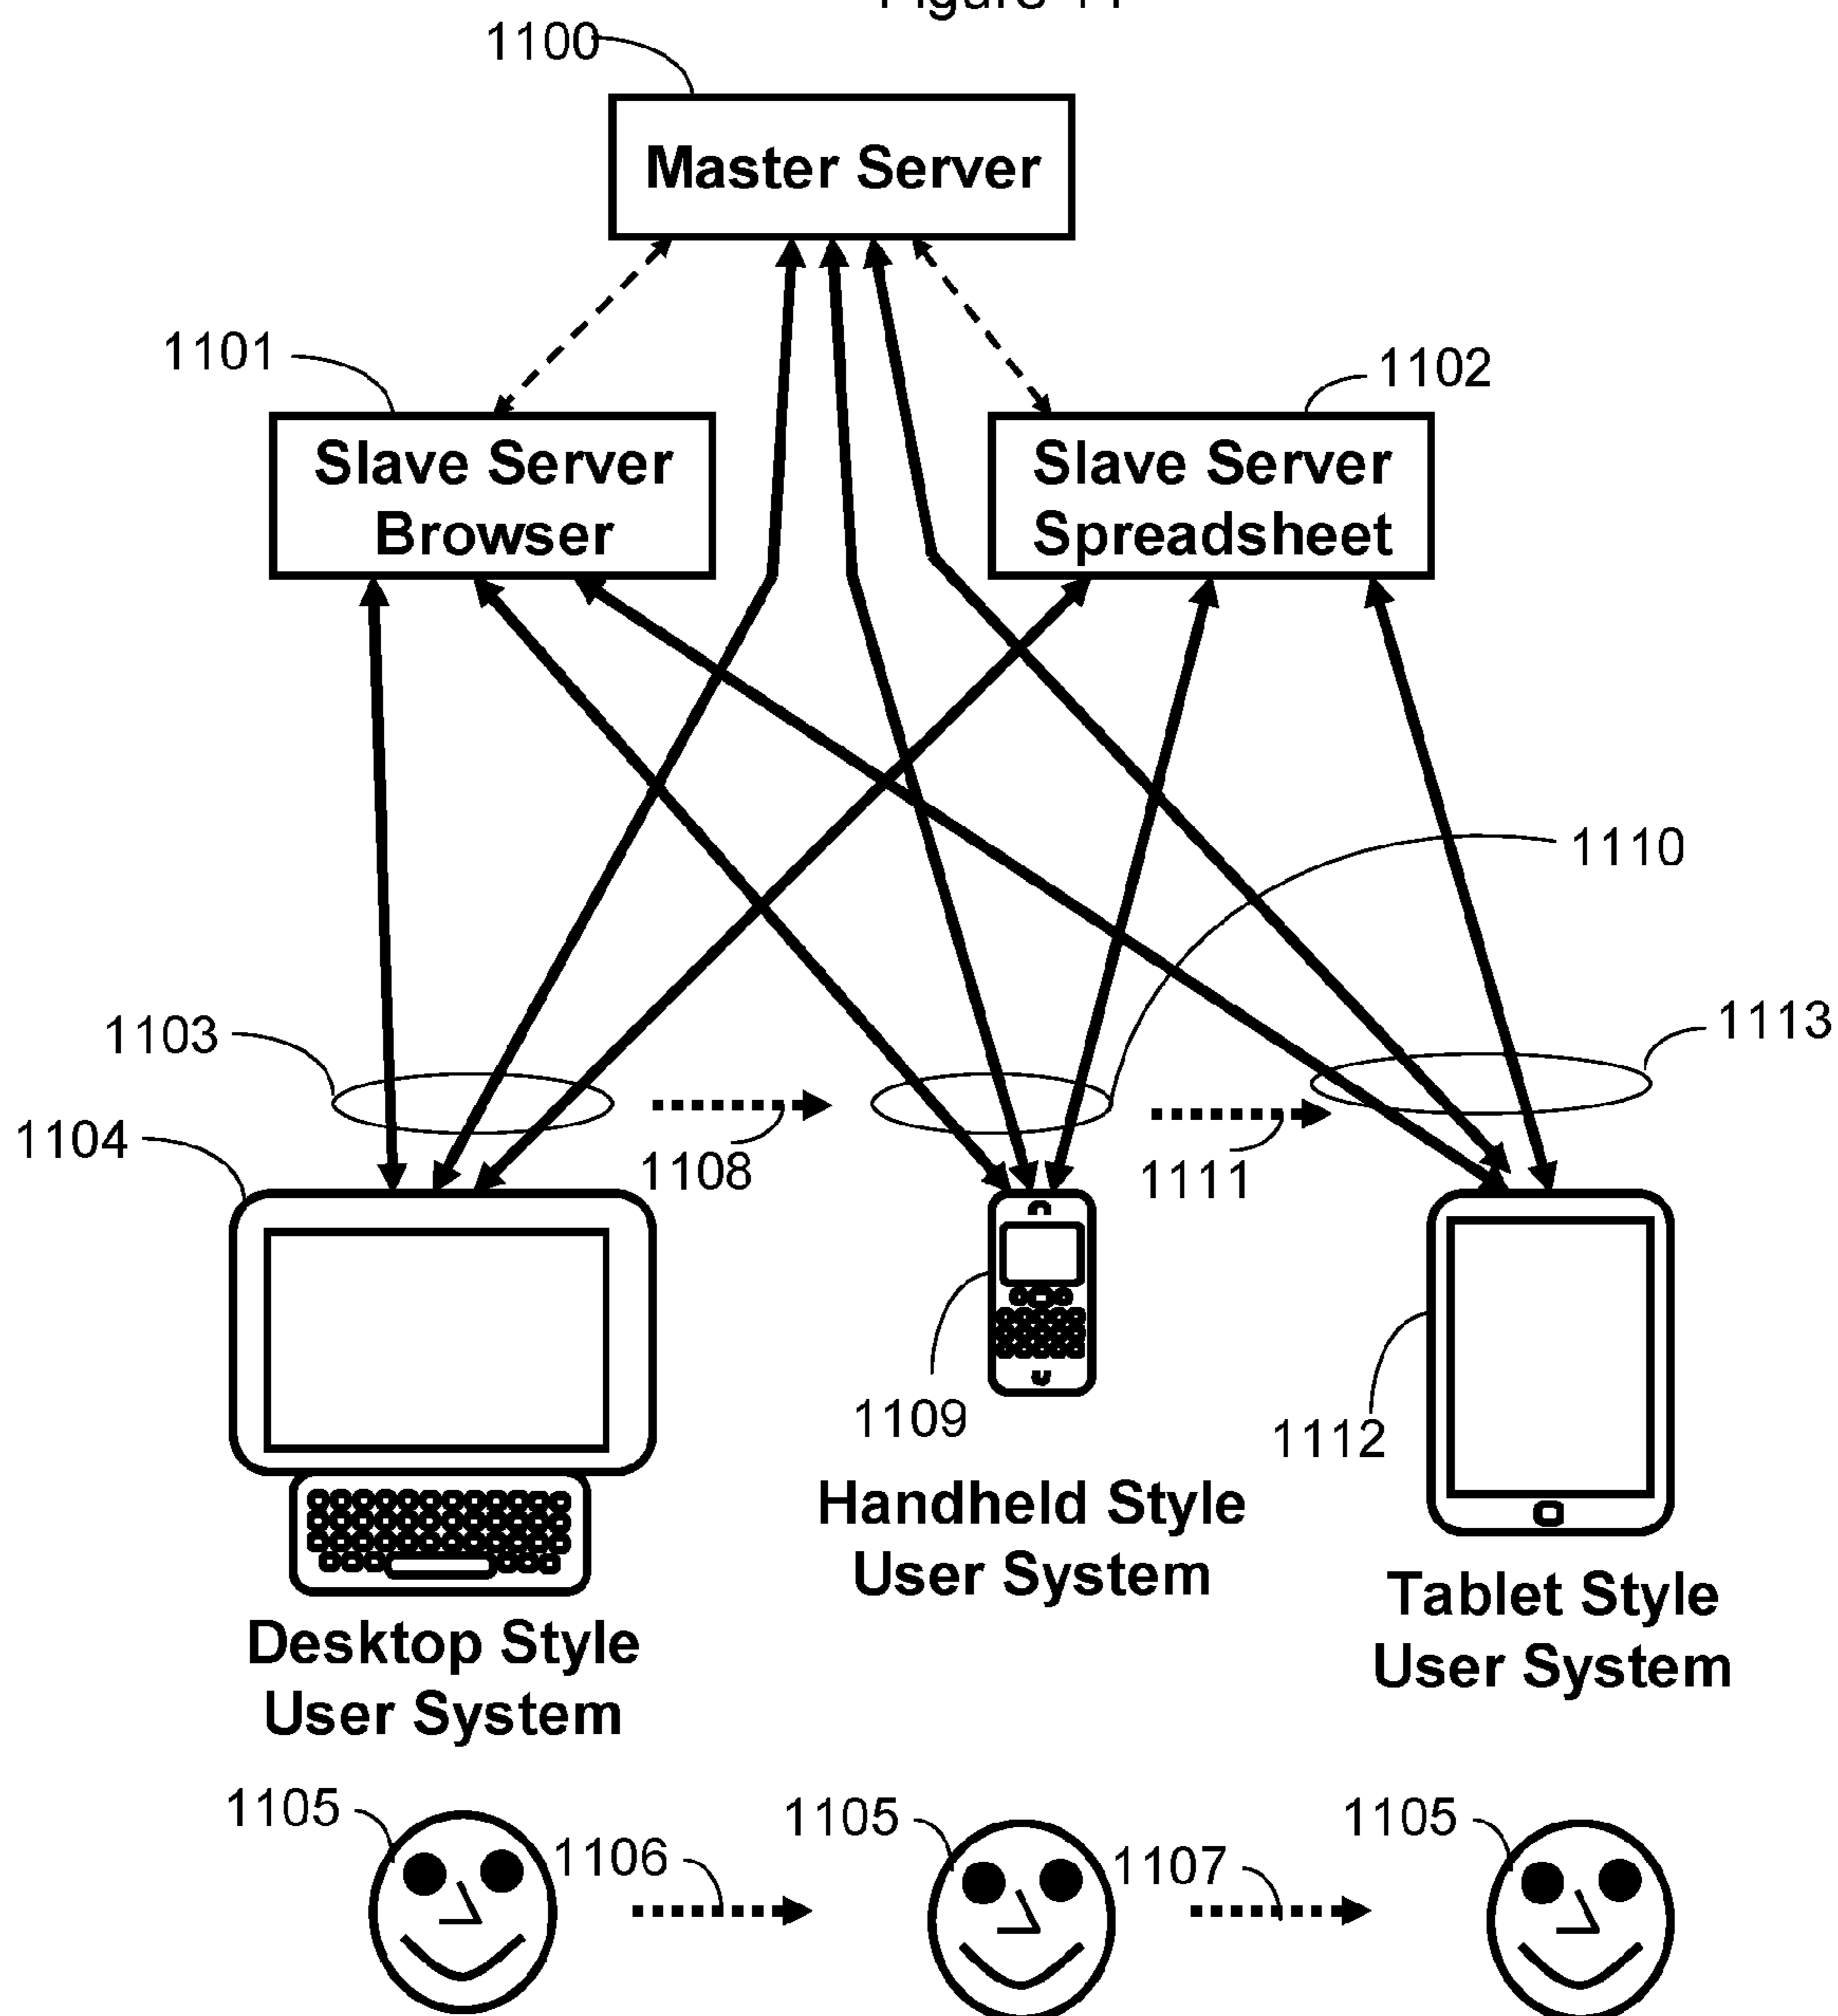 1100
Master Server
1101
1102
Slave Server
Browser
Slave Server
Spreadsheet
1110
1103
1113
1104
1108
1111
1109
1112
Handheld Style
User System
Tablet Style
User System
Desktop Style
User System
1105
1106
1105
1107
1105